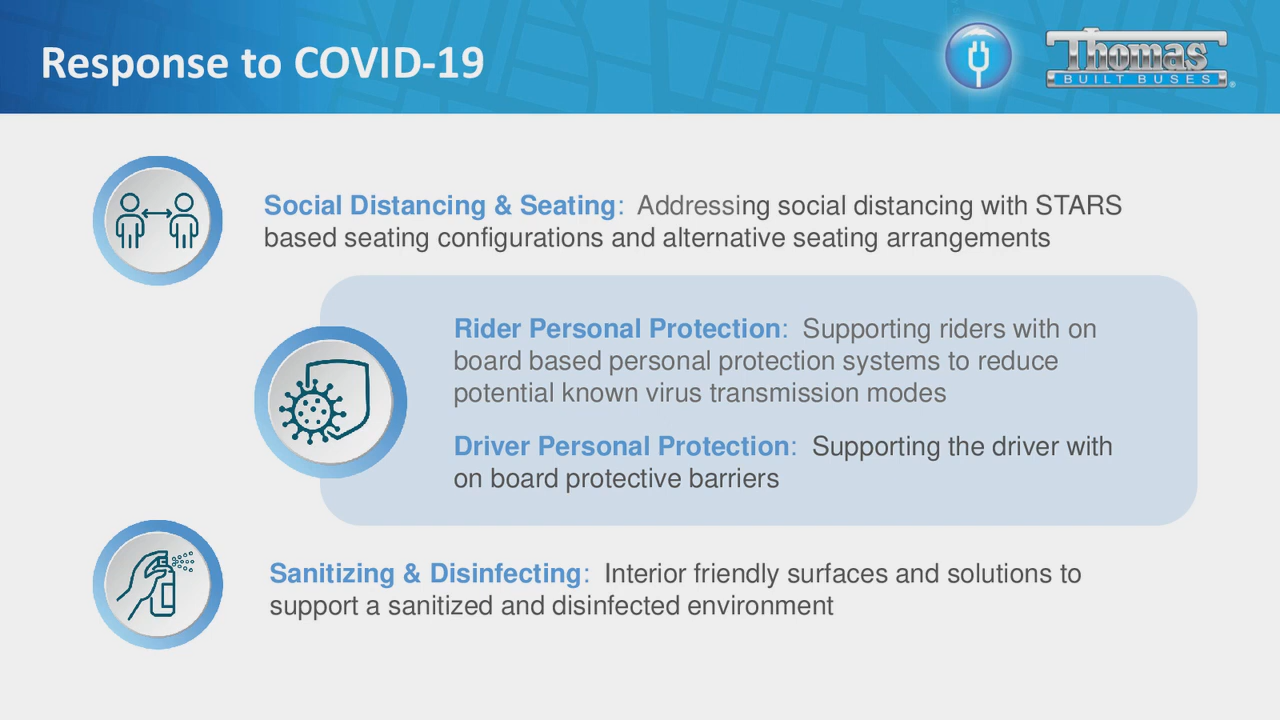 Response to COVID-19
Thomas
BUILT BUSES®
Social Distancing & Seating: Addressing social distancing with STARS
based seating configurations and alternative seating arrangements
Rider Personal Protection: Supporting riders with on
board based personal protection systems to reduce
potential known virus transmission modes
Driver Personal Protection: Supporting the driver with
on board protective barriers
Sanitizing & Disinfecting: Interior friendly surfaces and solutions to
support a sanitized and disinfected environment